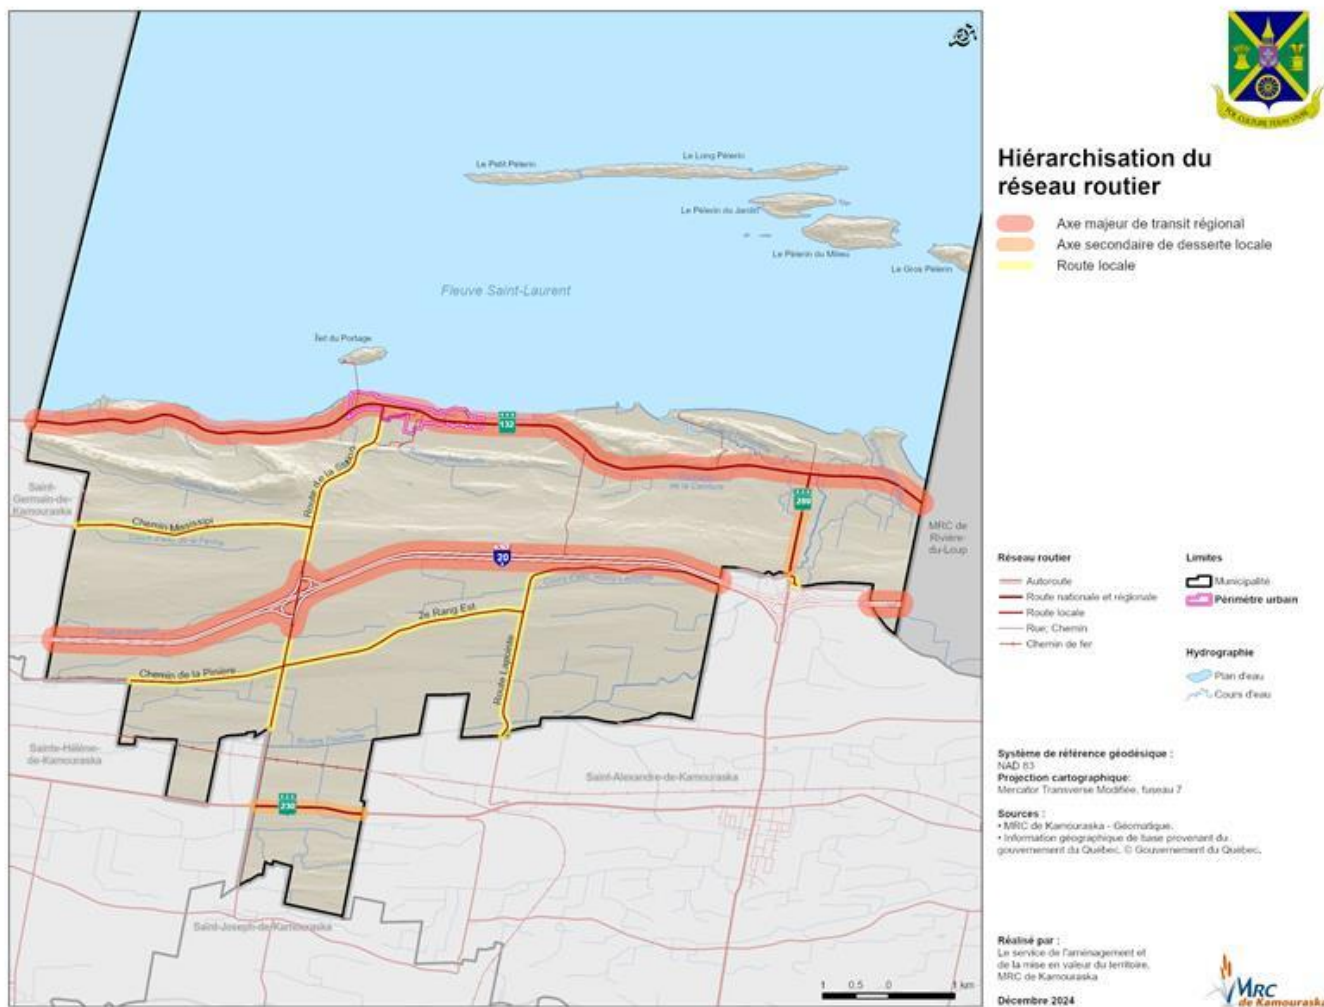 FOI, CULTURE, FLEUVE, VIVRE
Hiérarchisation du
réseau routier
Axe majeur de transit régional
Axe secondaire de desserte locale
Route locale
Le Petit Pèlerin
Le Long Pèlerin
Le Pèlerin du Jardin
Le Pèlerin du Milieu
Le Gros Pèlerin
Fleuve Saint-Laurent
Îlet du Portage
132
Route de la Station
Saint-
Germain-de-
Kamouraska
Chemin Mississipi
289
MRC de
Rivière-
du-Loup
20
2e Rang Est
Chemin de la Pinière
Route Lapointe
Sainte-Hélène-
de-Kamouraska
Saint-Alexandre-de-Kamouraska
230
Saint-Joseph-de-Kamouraska
1 0.5 0 1 km
Réseau routier
Autoroute
Route nationale et régionale
Route locale
Rue; Chemin
Chemin de fer
Limites
Municipalité
Périmètre urbain
Hydrographie
Plan d'eau
Cours d'eau
Système de référence géodésique :
NAD 83
Projection cartographique:
Mercator Transverse Modifiée, fuseau 7
Sources :
• MRC de Kamouraska - Géomatique.
• Information géographique de base provenant du
gouvernement du Québec. © Gouvernement du Québec.
Réalisé par :
Le service de l'aménagement et
de la mise en valeur du territoire,
MRC de Kamouraska
Décembre 2024
MRC
de Kamouraska